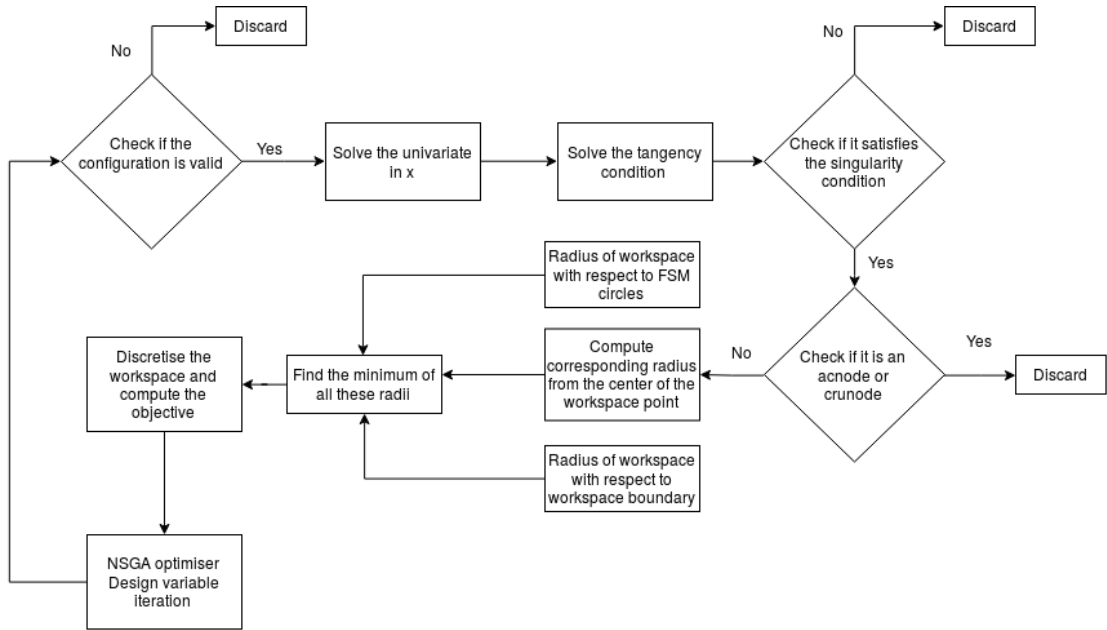 Discard
No
Check if the
configuration is valid
Yes
Solve the univariate
in x
Solve the tangency
condition
No
Discard
Check if it satisfies
the singularity
condition
Yes
Radius of workspace
with respect to FSM
circles
Check if it is an
acnode or
crunode
Yes
Discard
No
Compute
corresponding radius
from the center of the
workspace point
Radius of workspace
with respect to
workspace boundary
Find the minimum of
all these radii
Discretise the
workspace and
compute the
objective
NSGA optimiser
Design variable
iteration